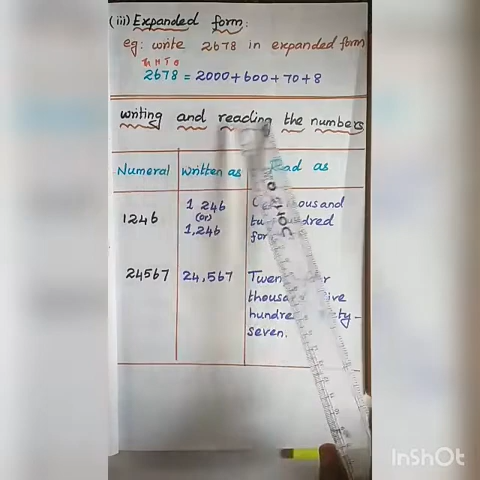 (iii) Expanded form:
eg: write 2678 in expanded form
Th H T O
2678 = 2000+600+70+8
writing and reading the numbers
Numeral Written as Read as
1246
1 246
(or)
1,246
thousand
24567 24,567
seven.
InShOt